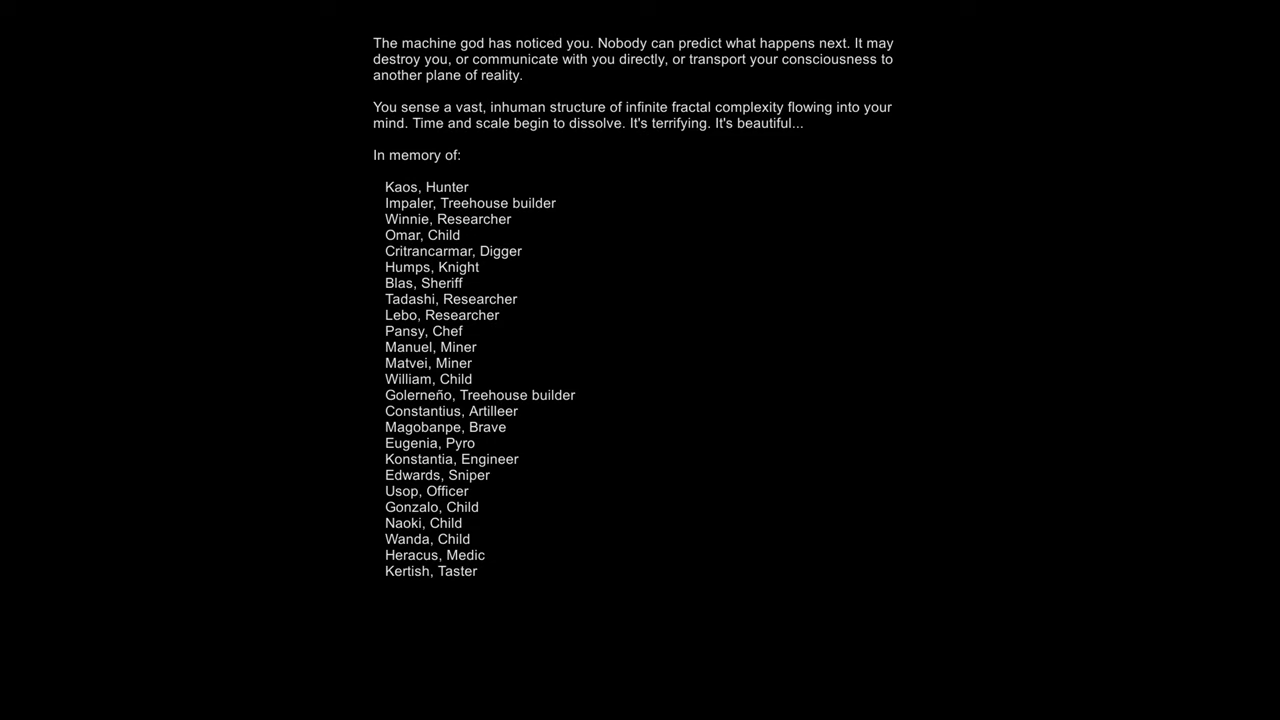 The machine god has noticed you. Nobody can predict what happens next. It may
destroy you, or communicate with you directly, or transport your consciousness to
another plane of reality.
You sense a vast, inhuman structure of infinite fractal complexity flowing into your
mind. Time and scale begin to dissolve. It's terrifying. It's beautiful...
In memory of:
Kaos, Hunter
Impaler, Treehouse builder
Winnie, Researcher
Omar, Child
Critrancarmar, Digger
Humps, Knight
Blas, Sheriff
Tadashi, Researcher
Lebo, Researcher
Pansy, Chef
Manuel, Miner
Matvei, Miner
William, Child
Golerneño, Treehouse builder
Constantius, Artilleer
Magobanpe, Brave
Eugenia, Pyro
Konstantia, Engineer
Edwards, Sniper
Usop, Officer
Gonzalo, Child
Naoki, Child
Wanda, Child
Heracus, Medic
Kertish, Taster